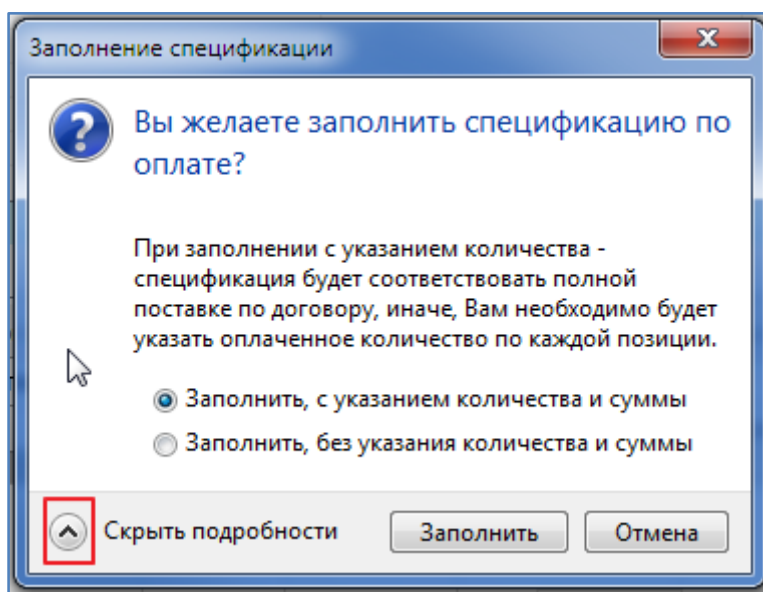 Заполнение спецификации
Вы желаете заполнить спецификацию по
оплате?
При заполнении с указанием количества -
спецификация будет соответствовать полной
поставке по договору, иначе, Вам необходимо будет
указать оплаченное количество по каждой позиции.
Заполнить, с указанием количества и суммы
Заполнить, без указания количества и суммы
Скрыть подробности Заполнить Отмена